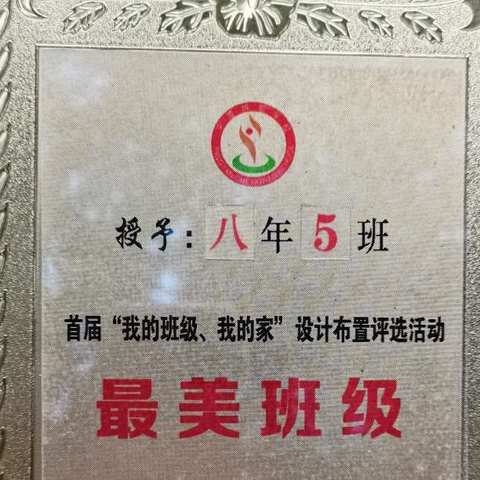 授予：八年5班
首届“我的班级、我的家”设计布置评选活动
最美班级